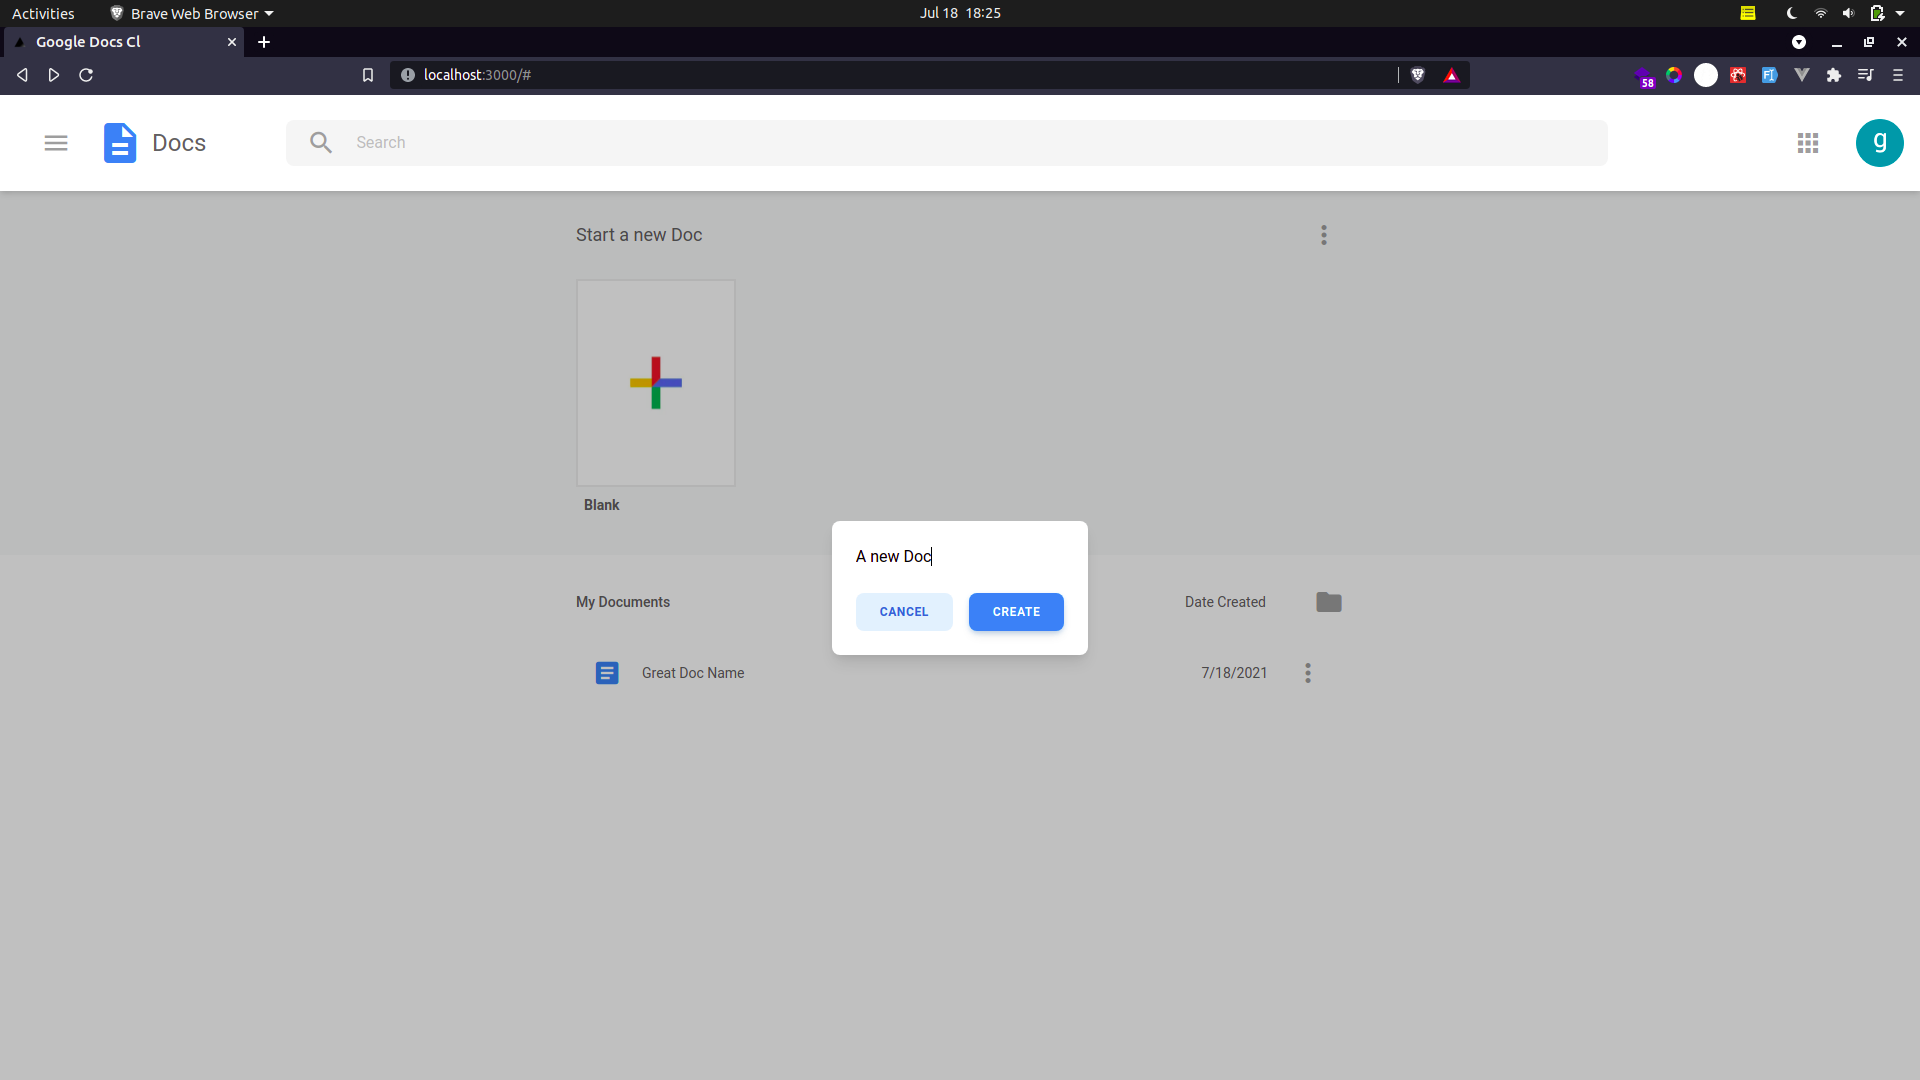 Activities
Brave Web Browser
Jul 18 18:25
Google Docs Cl
localhost:3000/#
58
Docs
Search
g
Start a new Doc
Blank
A new Doc
CANCEL
CREATE
My Documents
Date Created
Great Doc Name
7/18/2021